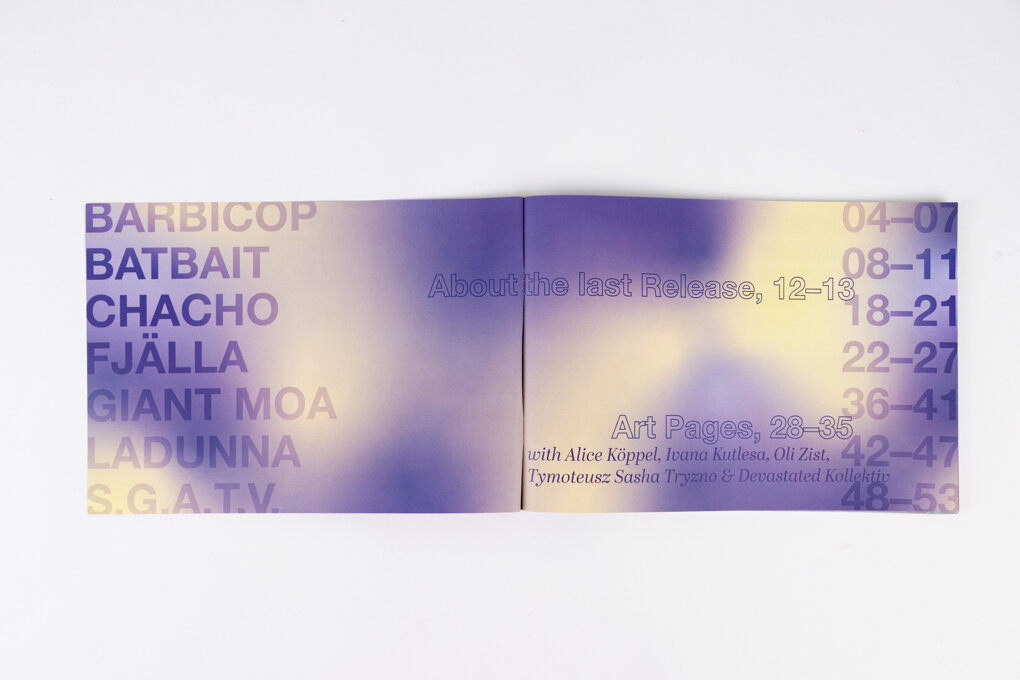 BARBICOP 04–07
BATBAIT 08–11
About the last Release, 12–13
CHACHO 18–21
FJÄLLA 22–27
GIANT MOA 36–41
Art Pages, 28–35
LADUNNA 42–47
with Alice Köppel, Ivana Kutlesa, Oli Zist,
Tymoteusz Sasha Tryzno & Devastated Kollektiv
S.G.A.T.V. 48–53